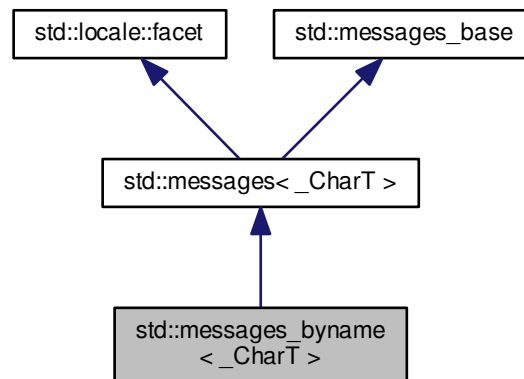 std::locale::facet
std::messages_base
std::messages< _CharT >
std::messages_byname
< _CharT >